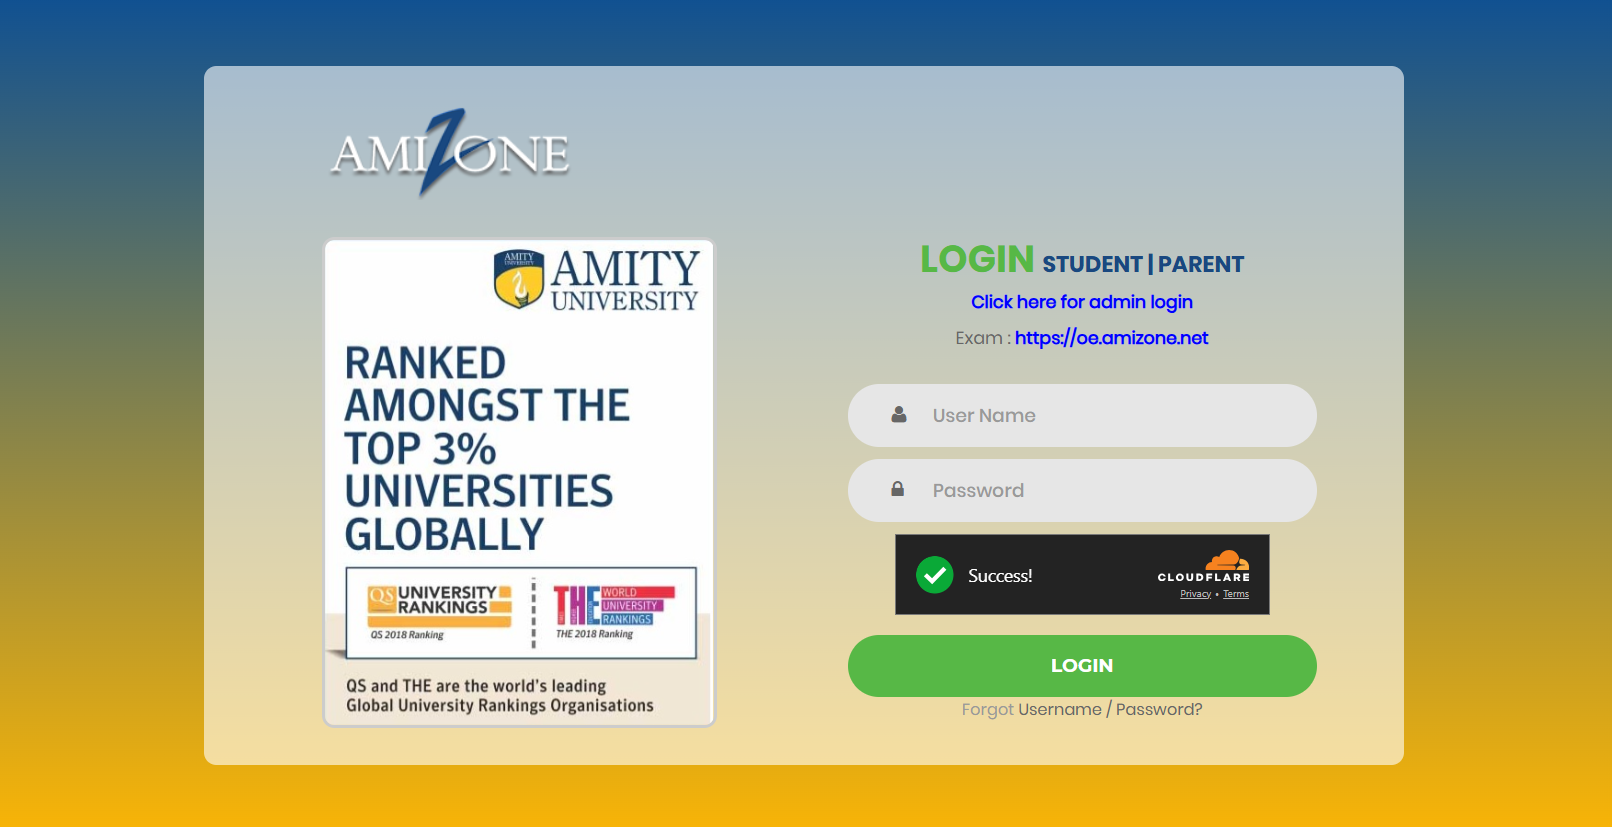 AMIZONE
AMITY
UNIVERSITY
AMITY
UNIVERSITY
RANKED
AMONGST THE
TOP 3%
UNIVERSITIES
GLOBALLY
QS UNIVERSITY
RANKINGS
QS 2018 Ranking
THE WORLD
UNIVERSITY
RANKINGS
THE 2018 Ranking
QS and THE are the world's leading
Global University Rankings Organisations
LOGIN STUDENT | PARENT
Click here for admin login
Exam : https://oe.amizone.net
User Name
Password
Success!
CLOUDFLARE
Privacy • Terms
LOGIN
Forgot Username / Password?